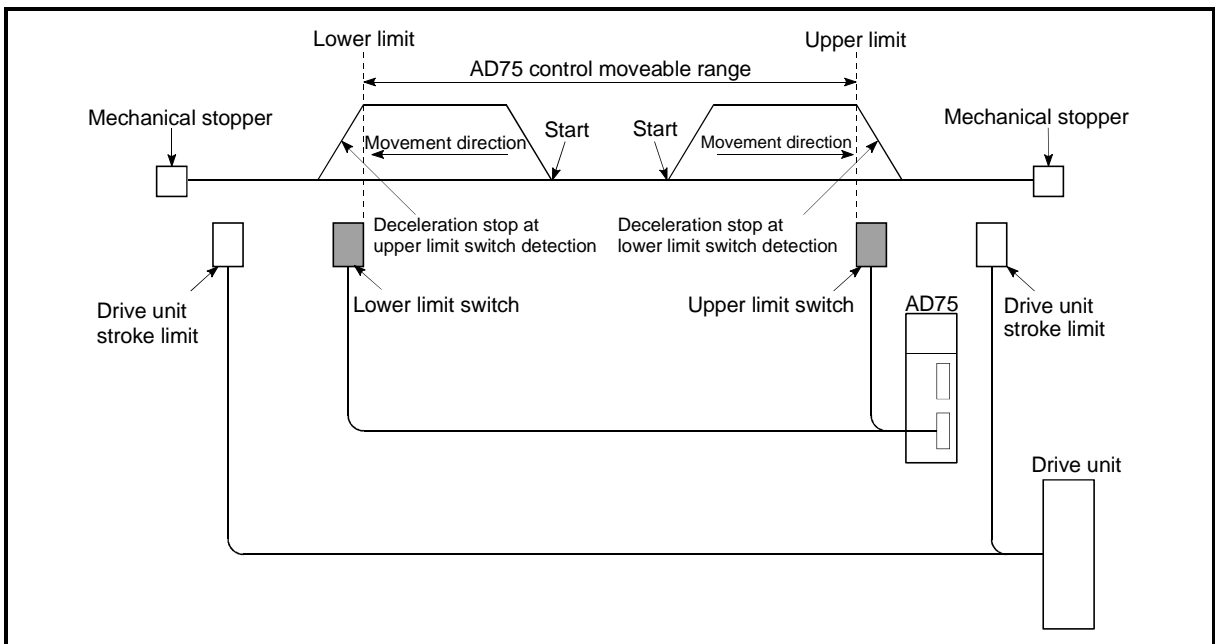 Lower limit
Upper limit
AD75 control moveable range
Mechanical stopper
Start
Start
Mechanical stopper
Movement direction
Movement direction
Deceleration stop at
upper limit switch detection
Deceleration stop at
lower limit switch detection
Drive unit
stroke limit
Lower limit switch
Upper limit switch
AD75
Drive unit
stroke limit
Drive unit